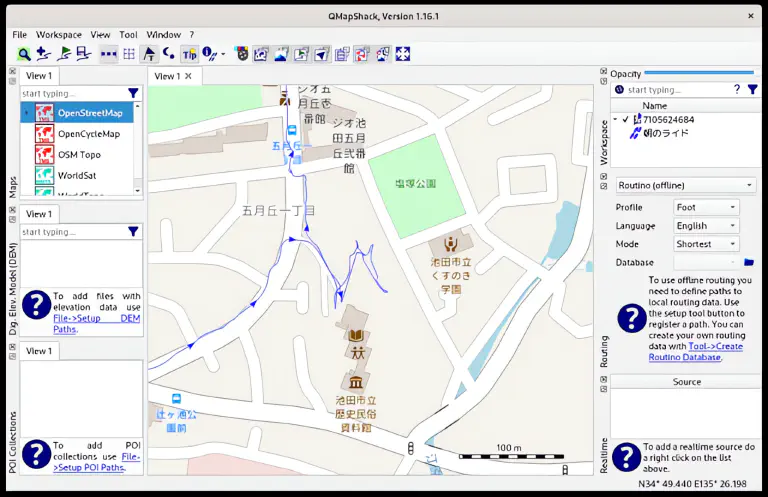 QMapShack, Version 1.16.1
File Workspace View Tool Window ?
View 1
start typing...
OpenStreetMap
OpenCycleMap
OSM Topo
WorldSat
WorldTopo
Maps
View 1
start typing...
To add files with
elevation data use
File->Setup DEM
Paths.
Dig. Elev. Model (DEM)
View 1
To add POI
collections use File-
>Setup POI Paths.
POI Collections
View 1
ジオ五
月丘壱
番館
ジオ池
田五月
丘弐番
館
五月丘一
五月丘一丁目
塩塚公園
池田市立
くすのき
学園
池田市立
歴史民俗
資料館
辻ヶ池公
園前
100 m
Opacity
start typing...
Name
7105624684
朝のライド
Workspace
Routino (offline)
Profile Foot
Language English
Mode Shortest
Database
To use offline routing you
need to define paths to
local routing data. Use
the setup tool button to
register a path. You can
create your own routing
data with Tool->Create
Routino Database.
Routing
Source
To add a realtime source do
a right click on the list
above.
Realtime
N34° 49.440 E135° 26.198